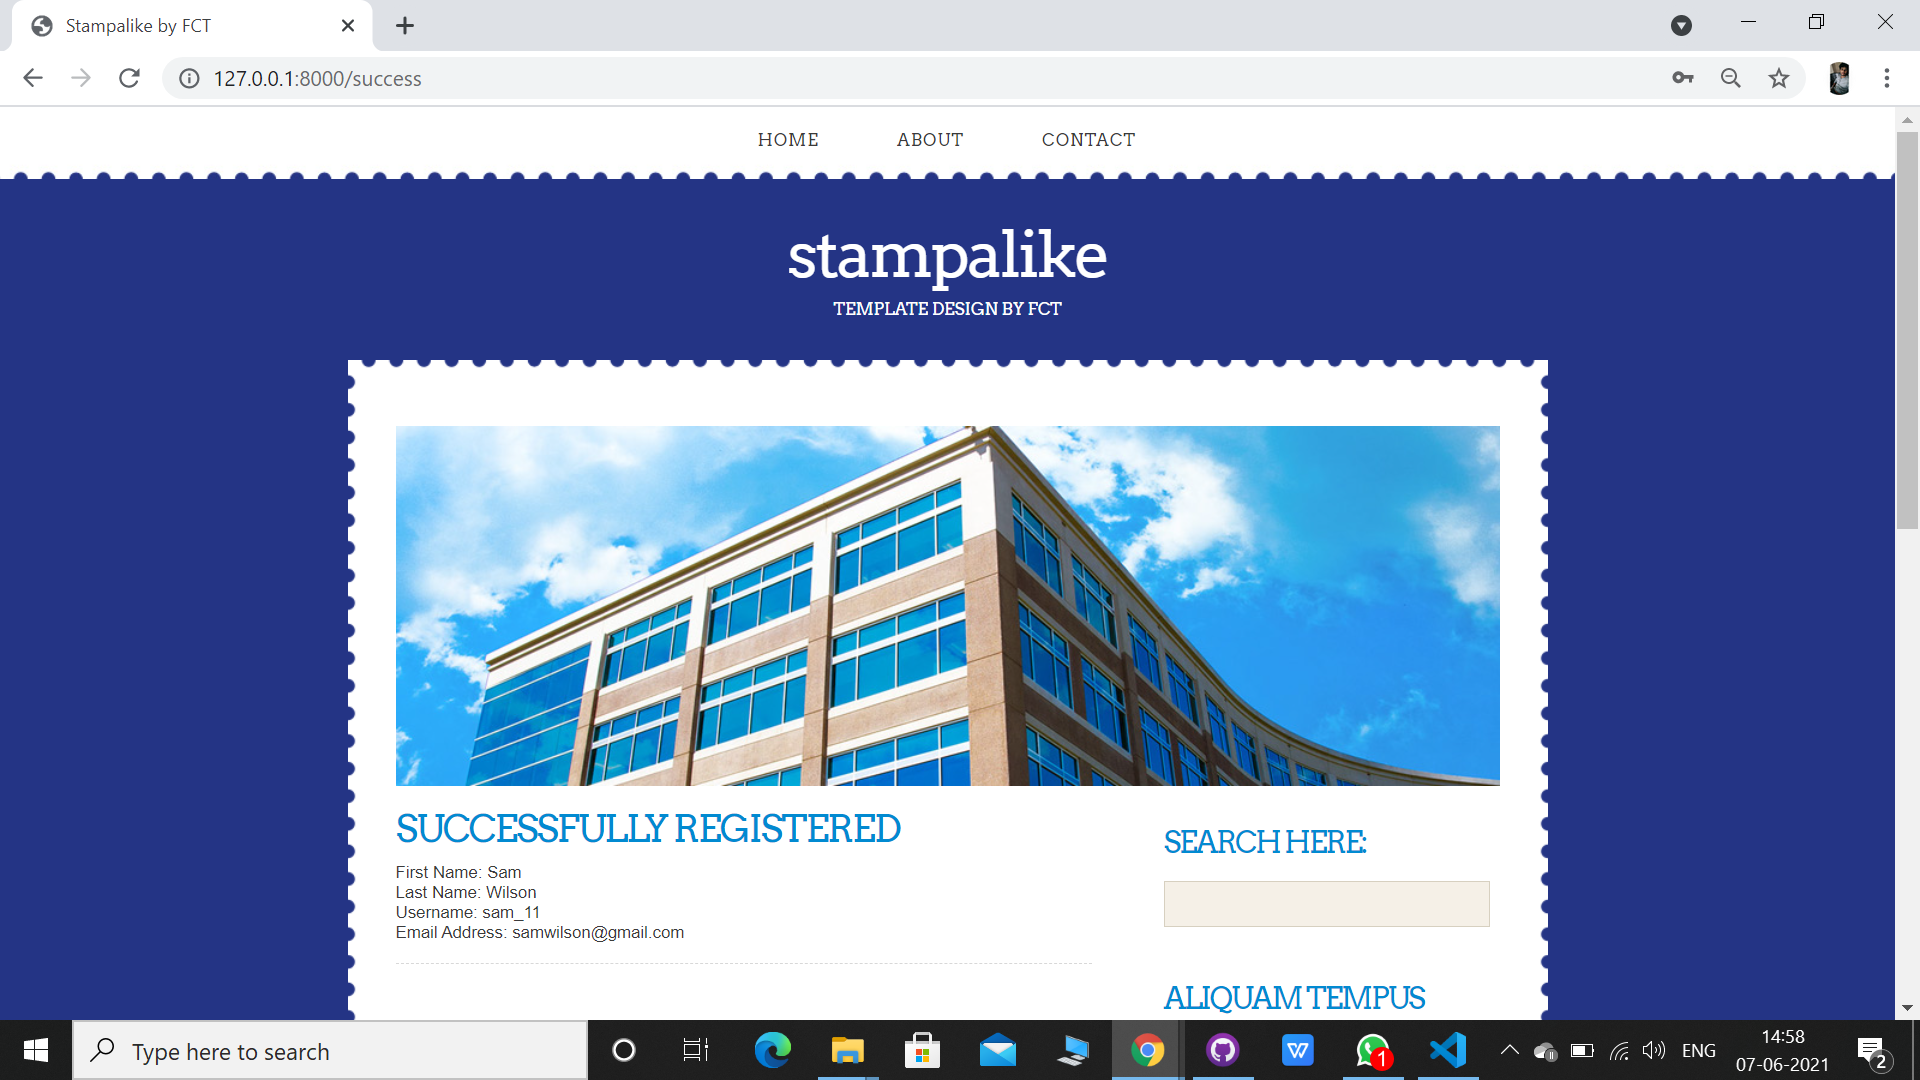 Stampalike by FCT
127.0.0.1:8000/success
HOME ABOUT CONTACT
stampalike
TEMPLATE DESIGN BY FCT
SUCCESSFULLY REGISTERED
First Name: Sam
Last Name: Wilson
Username: sam_11
Email Address: samwilson@gmail.com
SEARCH HERE:
ALIQUAM TEMPUS
Type here to search
W
1
ENG
14:58
07-06-2021
2